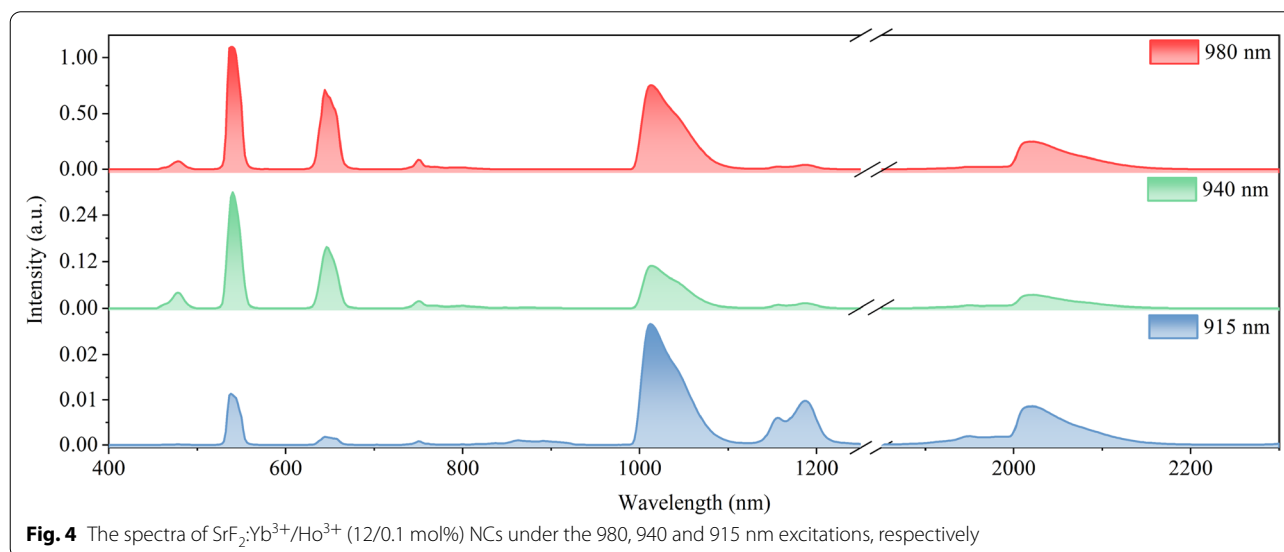 980 nm
1.00
0.50
0.00
940 nm
0.24
0.12
0.00
915 nm
0.02
0.01
0.00
Intensity (a.u.)
400 600 800 1000 1200 2000 2200
Wavelength (nm)
Fig. 4 The spectra of SrF₂:Yb³⁺/Ho³⁺ (12/0.1 mol%) NCs under the 980, 940 and 915 nm excitations, respectively